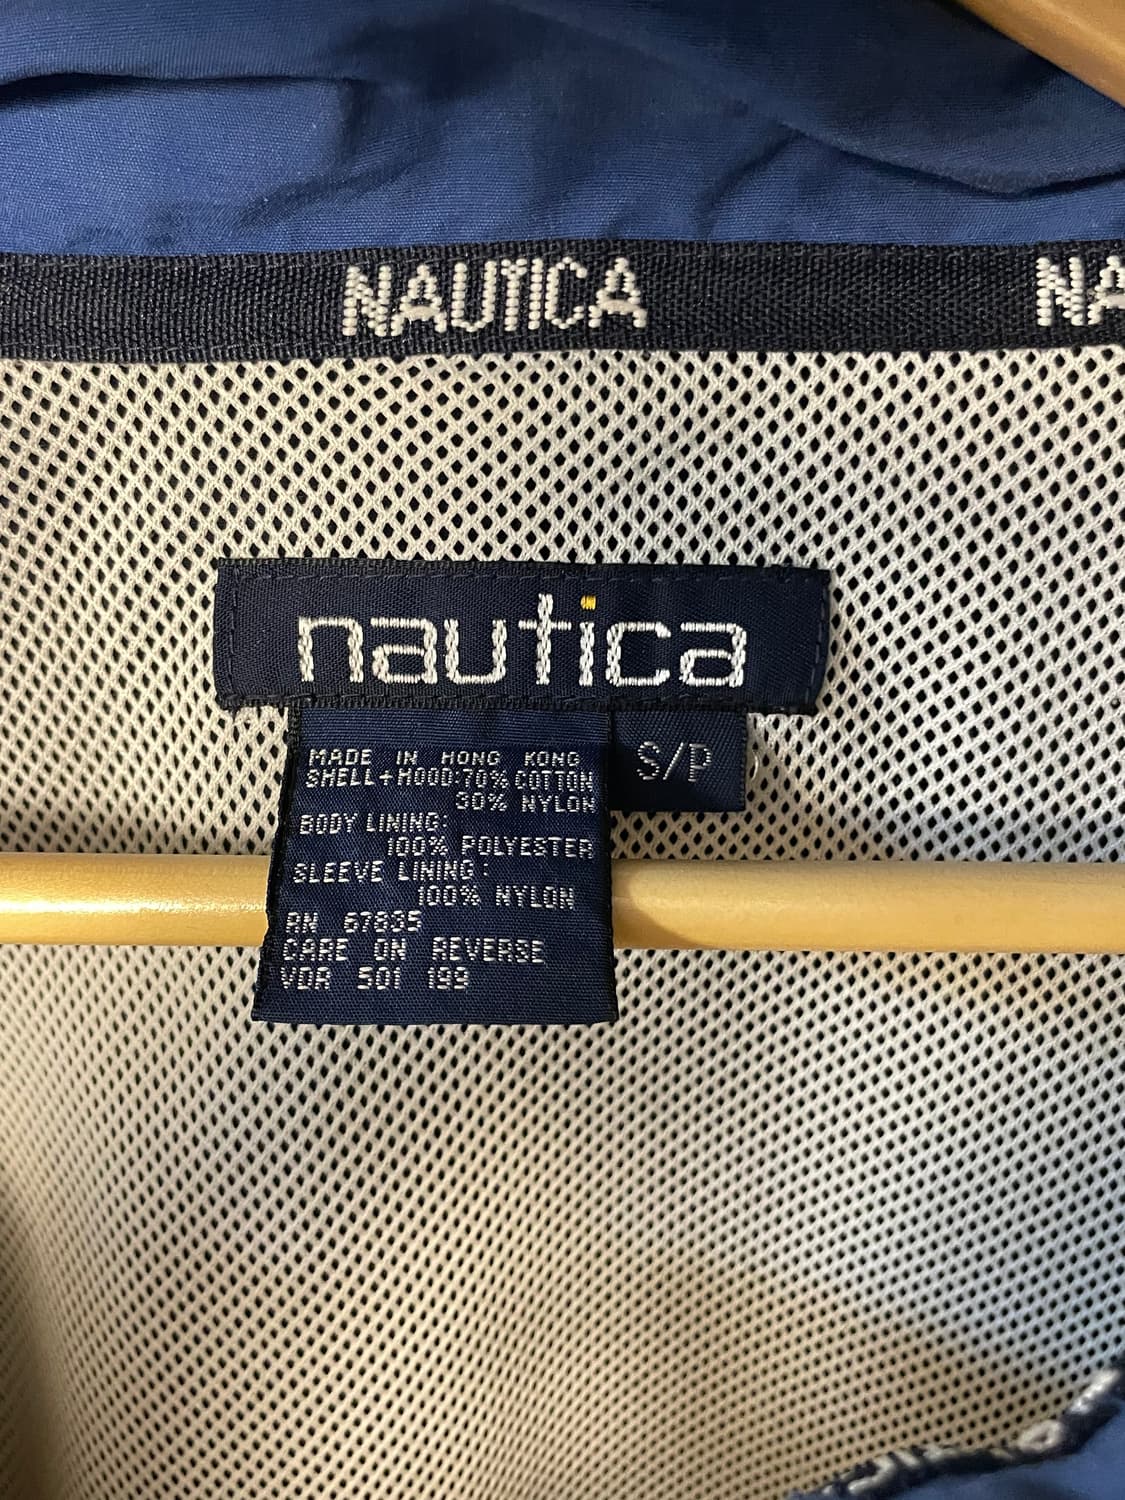 NAUTICA NA
nautica
S/P
MADE IN HONG KONG
SHELL+HOOD:70% COTTON
30% NYLON
BODY LINING:
100% POLYESTER
SLEEVE LINING:
100% NYLON
RN 67835
CARE ON REVERSE
VDR 501 199